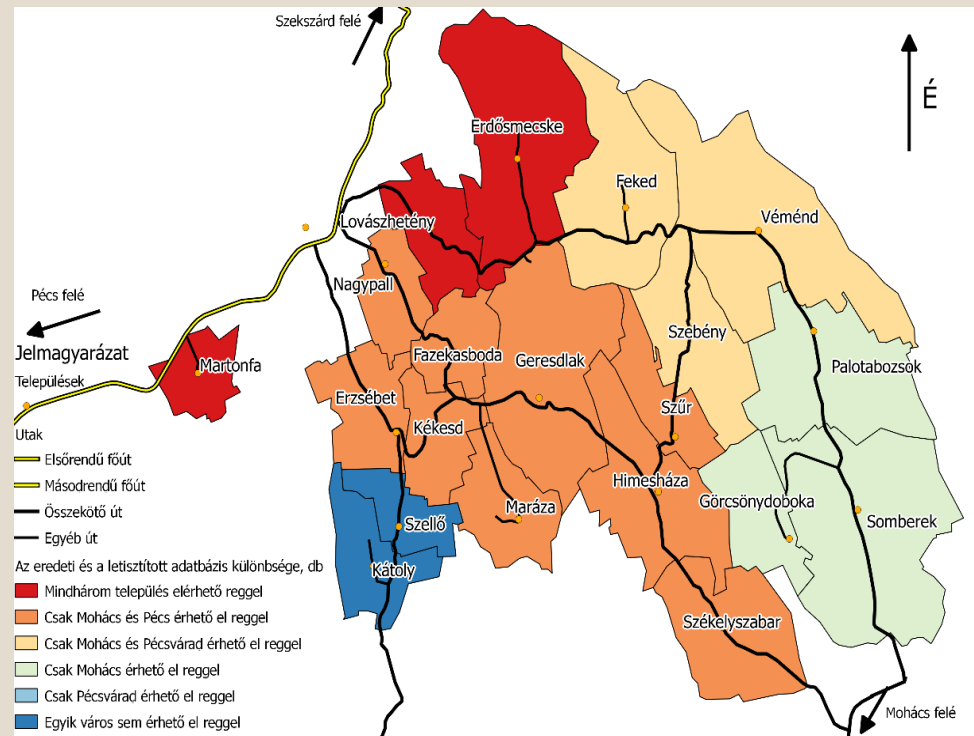 Szekszárd felé
É
Erdősmecske
Feked
Véménd
Lovászhetény
Nagypall
Pécs felé
Szebény
Jelmagyarázat
Martonfa
Fazekasboda
Geresdlak
Palotabozsok
Települések
Erzsébet
Kékesd
Szűr
Utak
Elsőrendű főút
Másodrendű főút
Összekötő út
Egyéb út
Himesháza
Maráza
Görcsönydoboka
Somberek
Szellő
Kátoly
Székelyszabar
Az eredeti és a letisztított adatbázis különbsége, db
Mindhárom település elérhető reggel
Csak Mohács és Pécs érhető el reggel
Csak Mohács és Pécsvárad érhető el reggel
Csak Mohács érhető el reggel
Csak Pécsvárad érhető el reggel
Egyik város sem érhető el reggel
Mohács felé